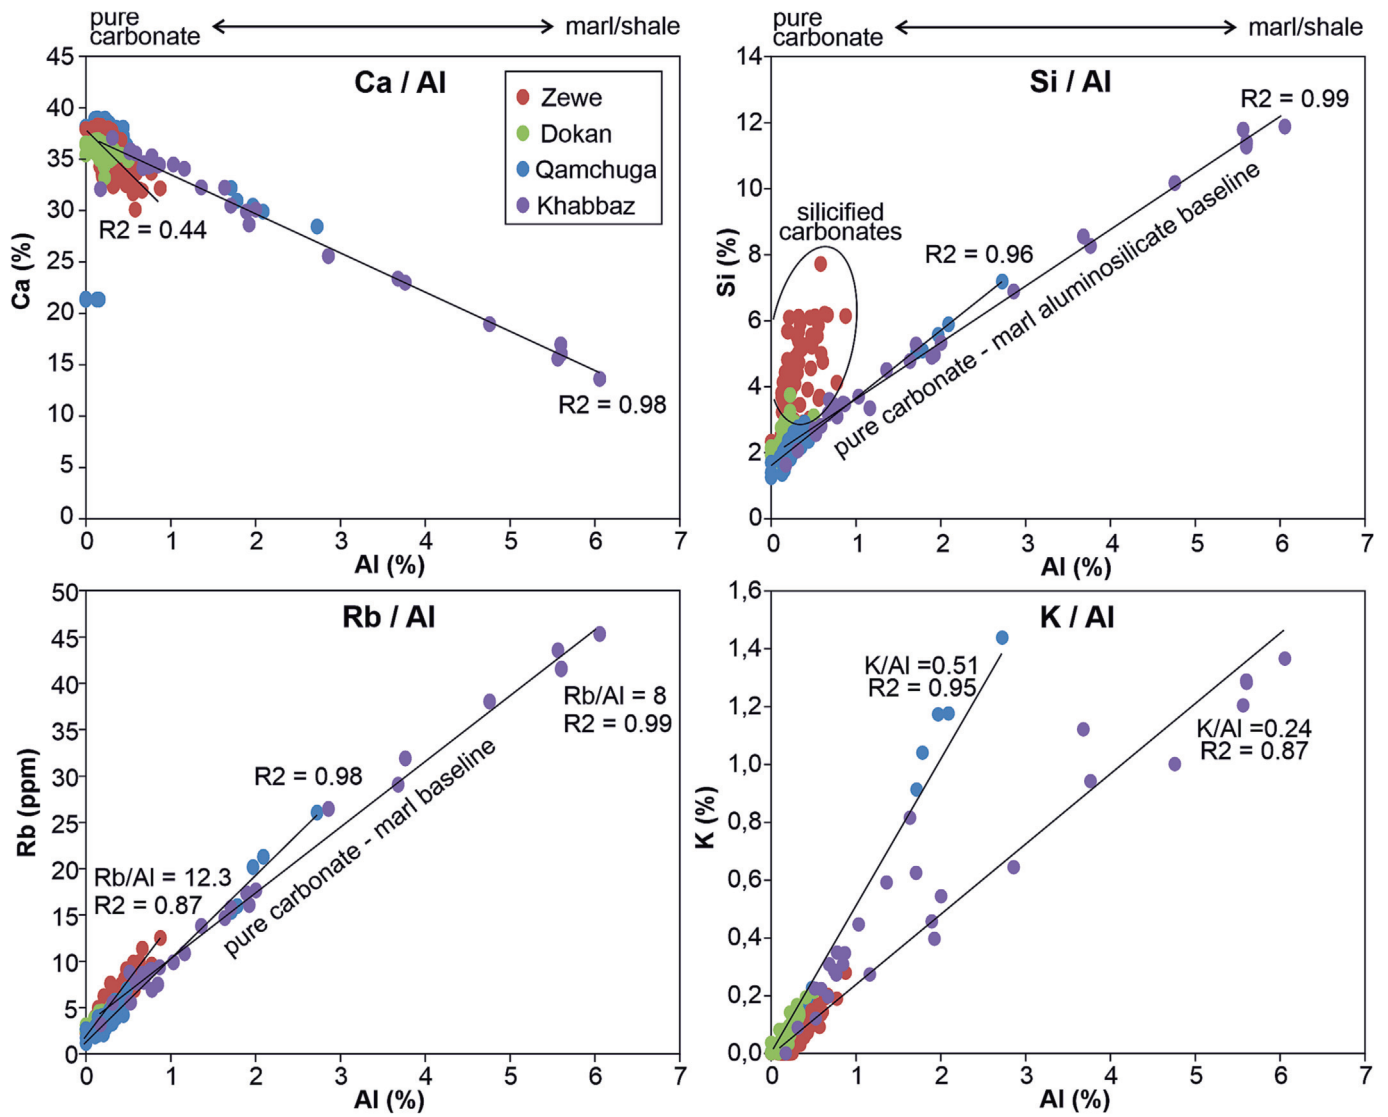 pure
carbonate
marl/shale
Ca / Al
45
40
35
30
25
20
15
10
5
0
Ca (%)
Zewe
Dokan
Qamchuga
Khabbaz
R2 = 0.44
R2 = 0.98
0 1 2 3 4 5 6 7
Al (%)
pure
carbonate
marl/shale
Si / Al
14
12
10
8
6
4
2
0
Si (%)
R2 = 0.99
silicified
carbonates
R2 = 0.96
pure carbonate - marl aluminosilicate baseline
0 1 2 3 4 5 6 7
Al (%)
Rb / Al
50
45
40
35
30
25
20
15
10
5
0
Rb (ppm)
Rb/Al = 8
R2 = 0.99
R2 = 0.98
Rb/Al = 12.3
R2 = 0.87
pure carbonate - marl baseline
0 1 2 3 4 5 6 7
Al (%)
K / Al
1,6
1,4
1,2
1,0
0,8
0,6
0,4
0,2
0,0
K (%)
K/Al =0.51
R2 = 0.95
K/Al =0.24
R2 = 0.87
0 1 2 3 4 5 6 7
Al (%)